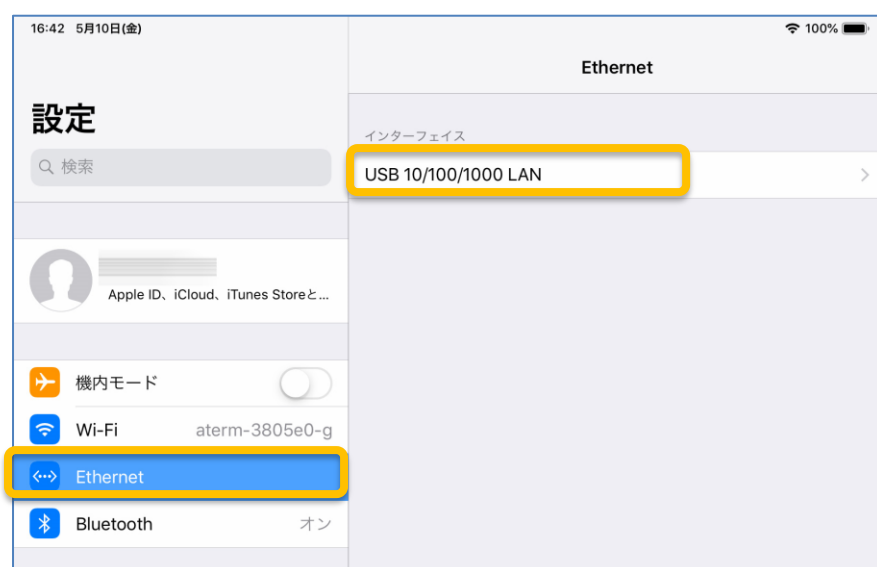 16:42 5月10日(金)
100%
Ethernet
設定
検索
インターフェイス
USB 10/100/1000 LAN
Apple ID、iCloud、iTunes Storeと...
機内モード
Wi-Fi aterm-3805e0-g
Ethernet
Bluetooth オン